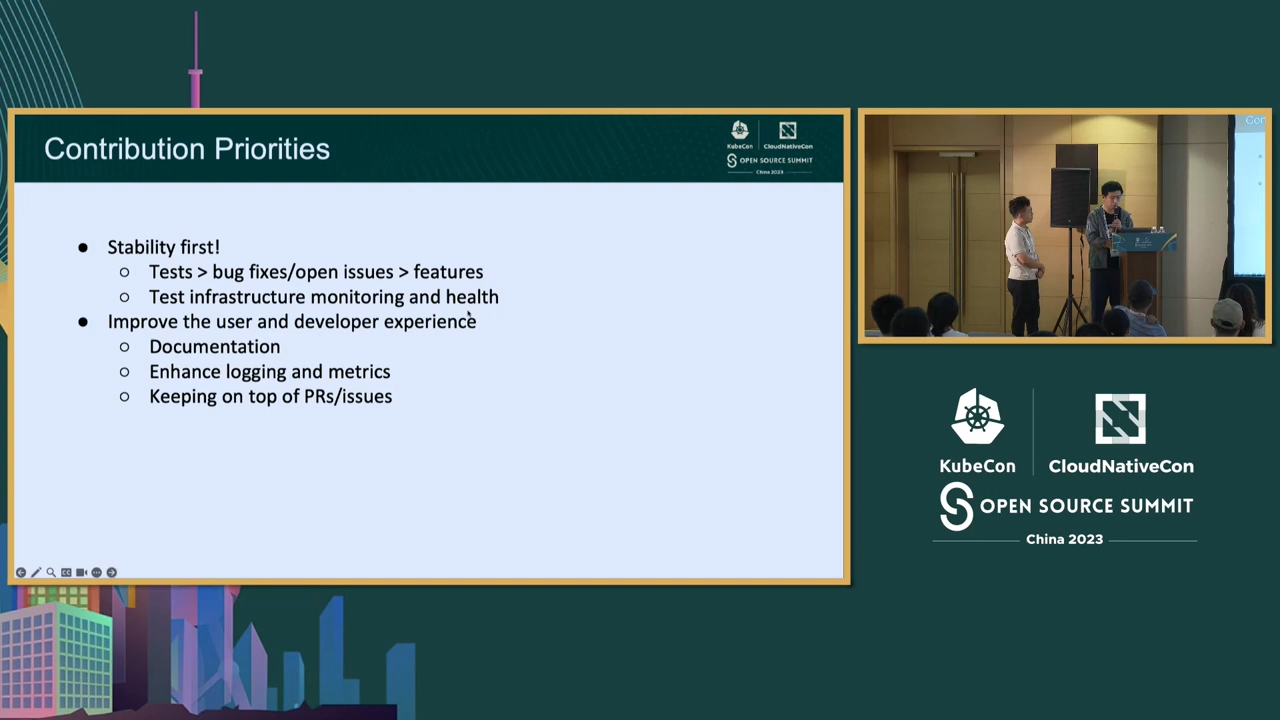 Contribution Priorities
KubeCon
CloudNativeCon
OPEN SOURCE SUMMIT
China 2023
● Stability first!
○ Tests > bug fixes/open issues > features
○ Test infrastructure monitoring and health
● Improve the user and developer experience
○ Documentation
○ Enhance logging and metrics
○ Keeping on top of PRs/issues
Con
KubeCon
CloudNativeCon
OPEN SOURCE SUMMIT
China 2023